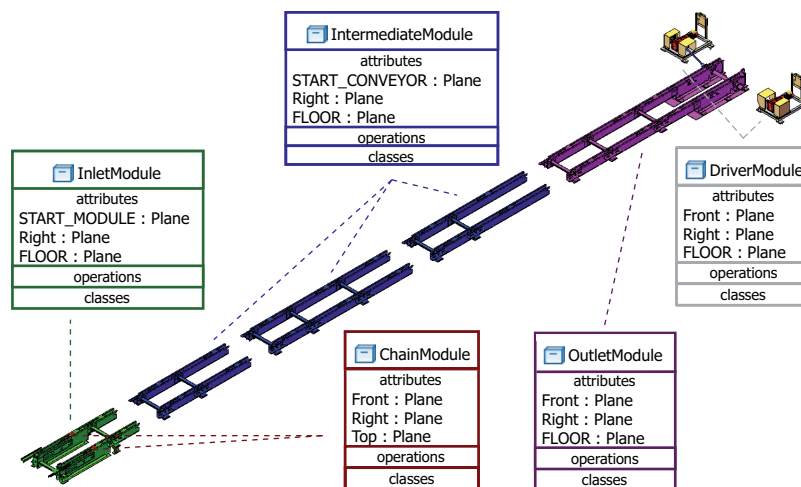 IntermediateModule
attributes
START_CONVEYOR : Plane
Right : Plane
FLOOR : Plane
operations
classes
InletModule
attributes
START_MODULE : Plane
Right : Plane
FLOOR : Plane
operations
classes
DriverModule
attributes
Front : Plane
Right : Plane
FLOOR : Plane
operations
classes
ChainModule
attributes
Front : Plane
Right : Plane
Top : Plane
operations
classes
OutletModule
attributes
Front : Plane
Right : Plane
FLOOR : Plane
operations
classes